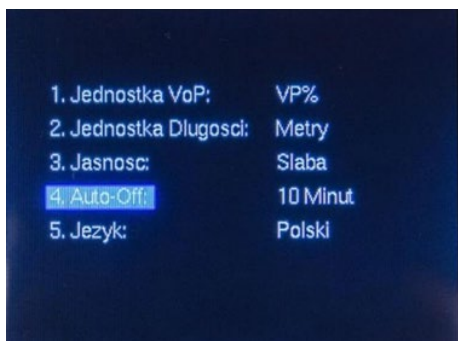 1. Jednostka VoP: VP%
2. Jednostka Dlugosci: Metry
3. Jasnosc: Slaba
4. Auto-Off: 10 Minut
5. Jezyk: Polski